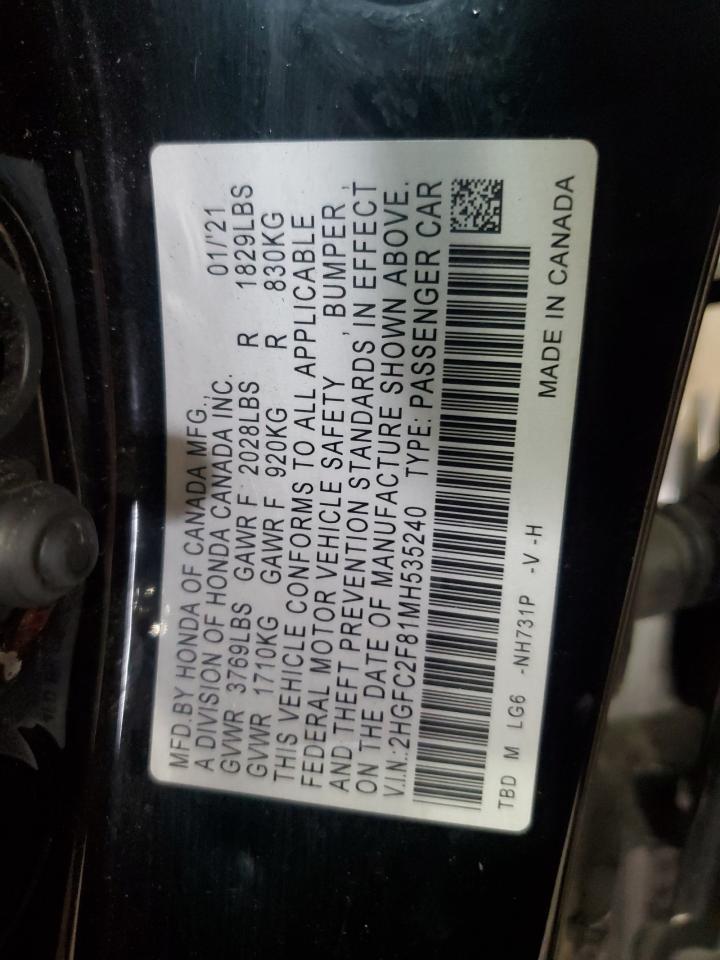 MFD.BY HONDA OF CANADA MFG., 01/'21
A DIVISION OF HONDA CANADA INC.
GVWR 3769LBS GAWR F 2028LBS R 1829LBS
GVWR 1710KG GAWR F 920KG R 830KG
THIS VEHICLE CONFORMS TO ALL APPLICABLE
FEDERAL MOTOR VEHICLE SAFETY , BUMPER ,
AND THEFT PREVENTION STANDARDS IN EFFECT
ON THE DATE OF MANUFACTURE SHOWN ABOVE.
V.I.N.:2HGFC2F81MH535240 TYPE: PASSENGER CAR
TBD M LG6 -NH731P -V -H MADE IN CANADA